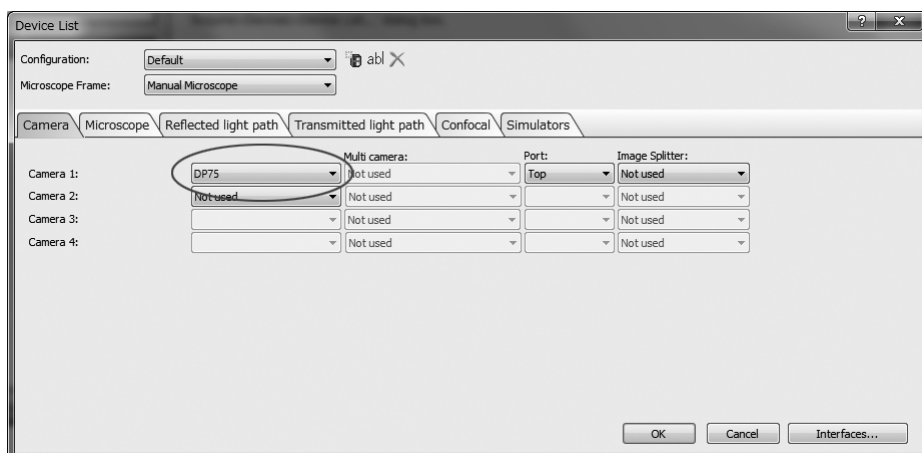 Device List ? X
Configuration: Default abl
Microscope Frame: Manual Microscope
Camera Microscope Reflected light path Transmitted light path Confocal Simulators
Multi camera: Port: Image Splitter:
Camera 1: DP75 Not used Top Not used
Camera 2: Not used Not used Not used
Camera 3: Not used Not used
Camera 4: Not used Not used
OK Cancel Interfaces...